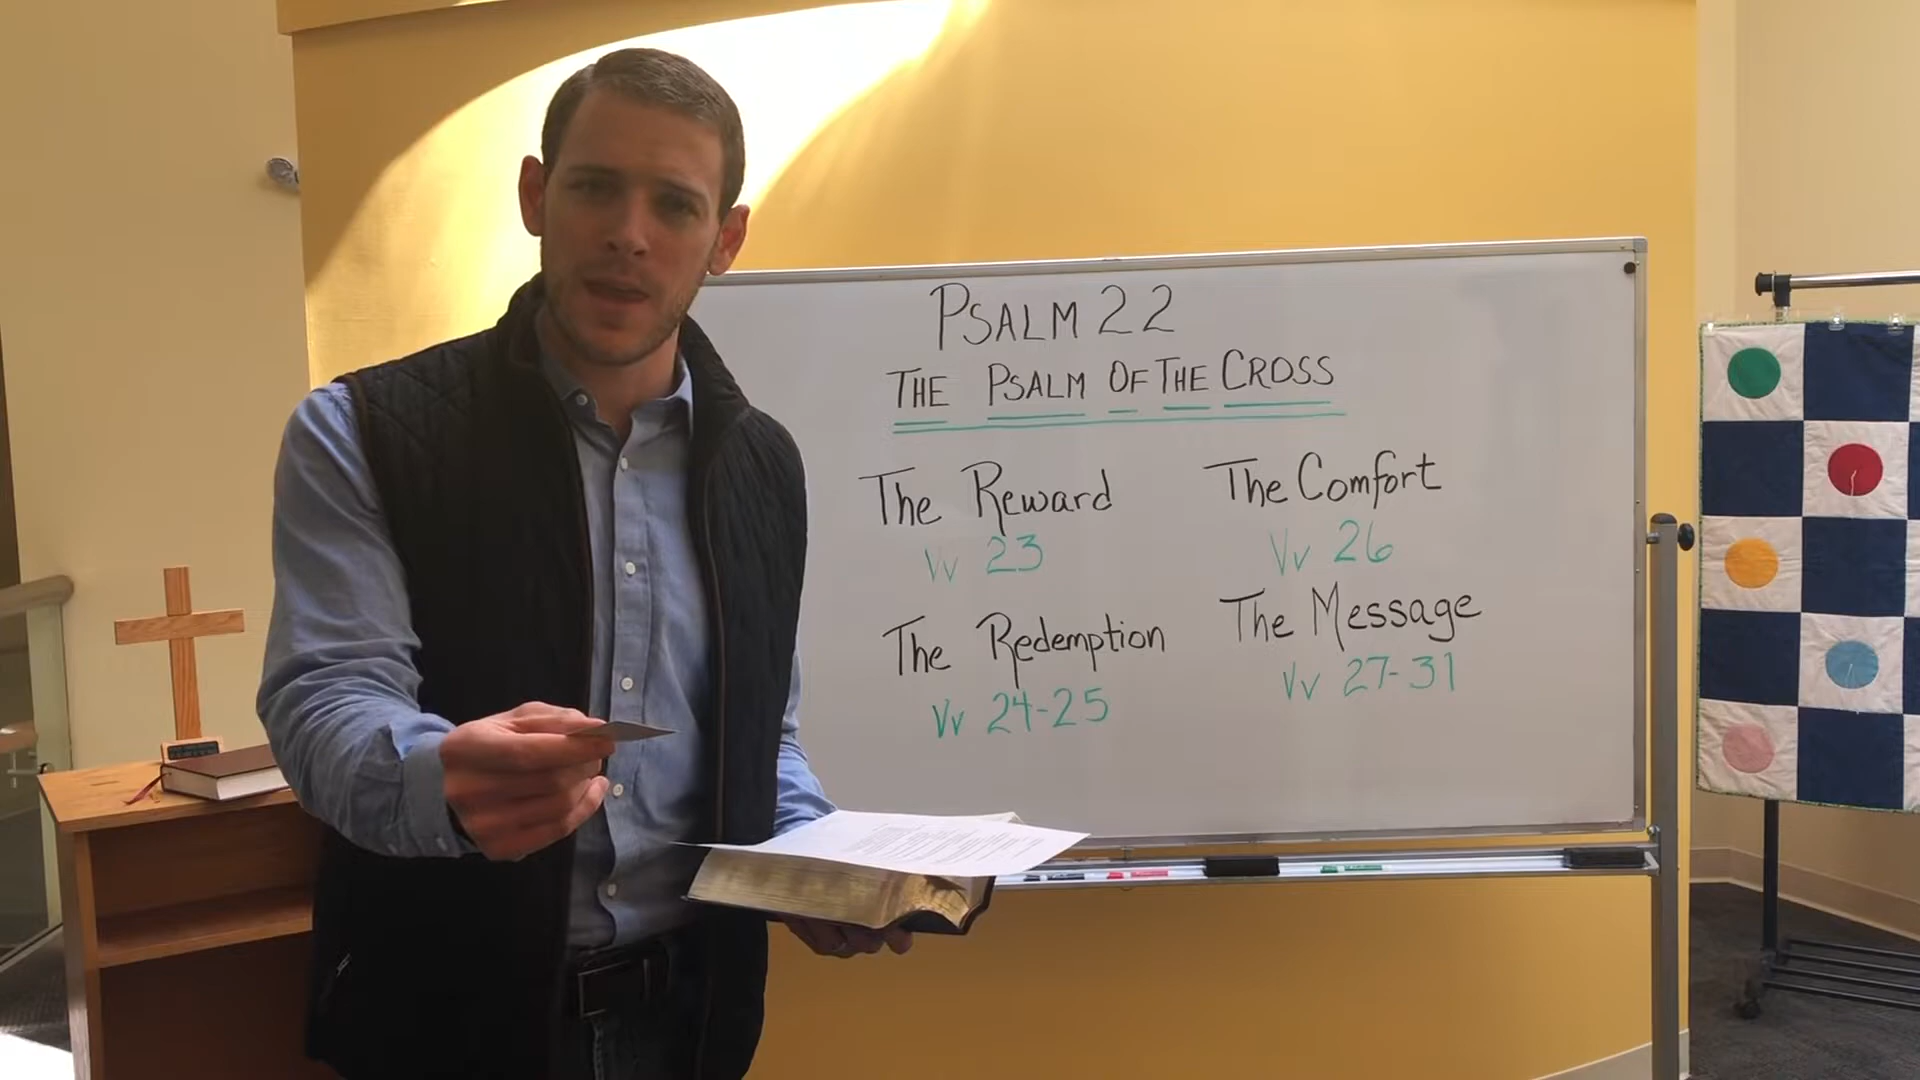 PSALM 22
THE PSALM OF THE CROSS
The Reward
Vv 23
The Redemption
Vv 24-25
The Comfort
Vv 26
The Message
Vv 27-31